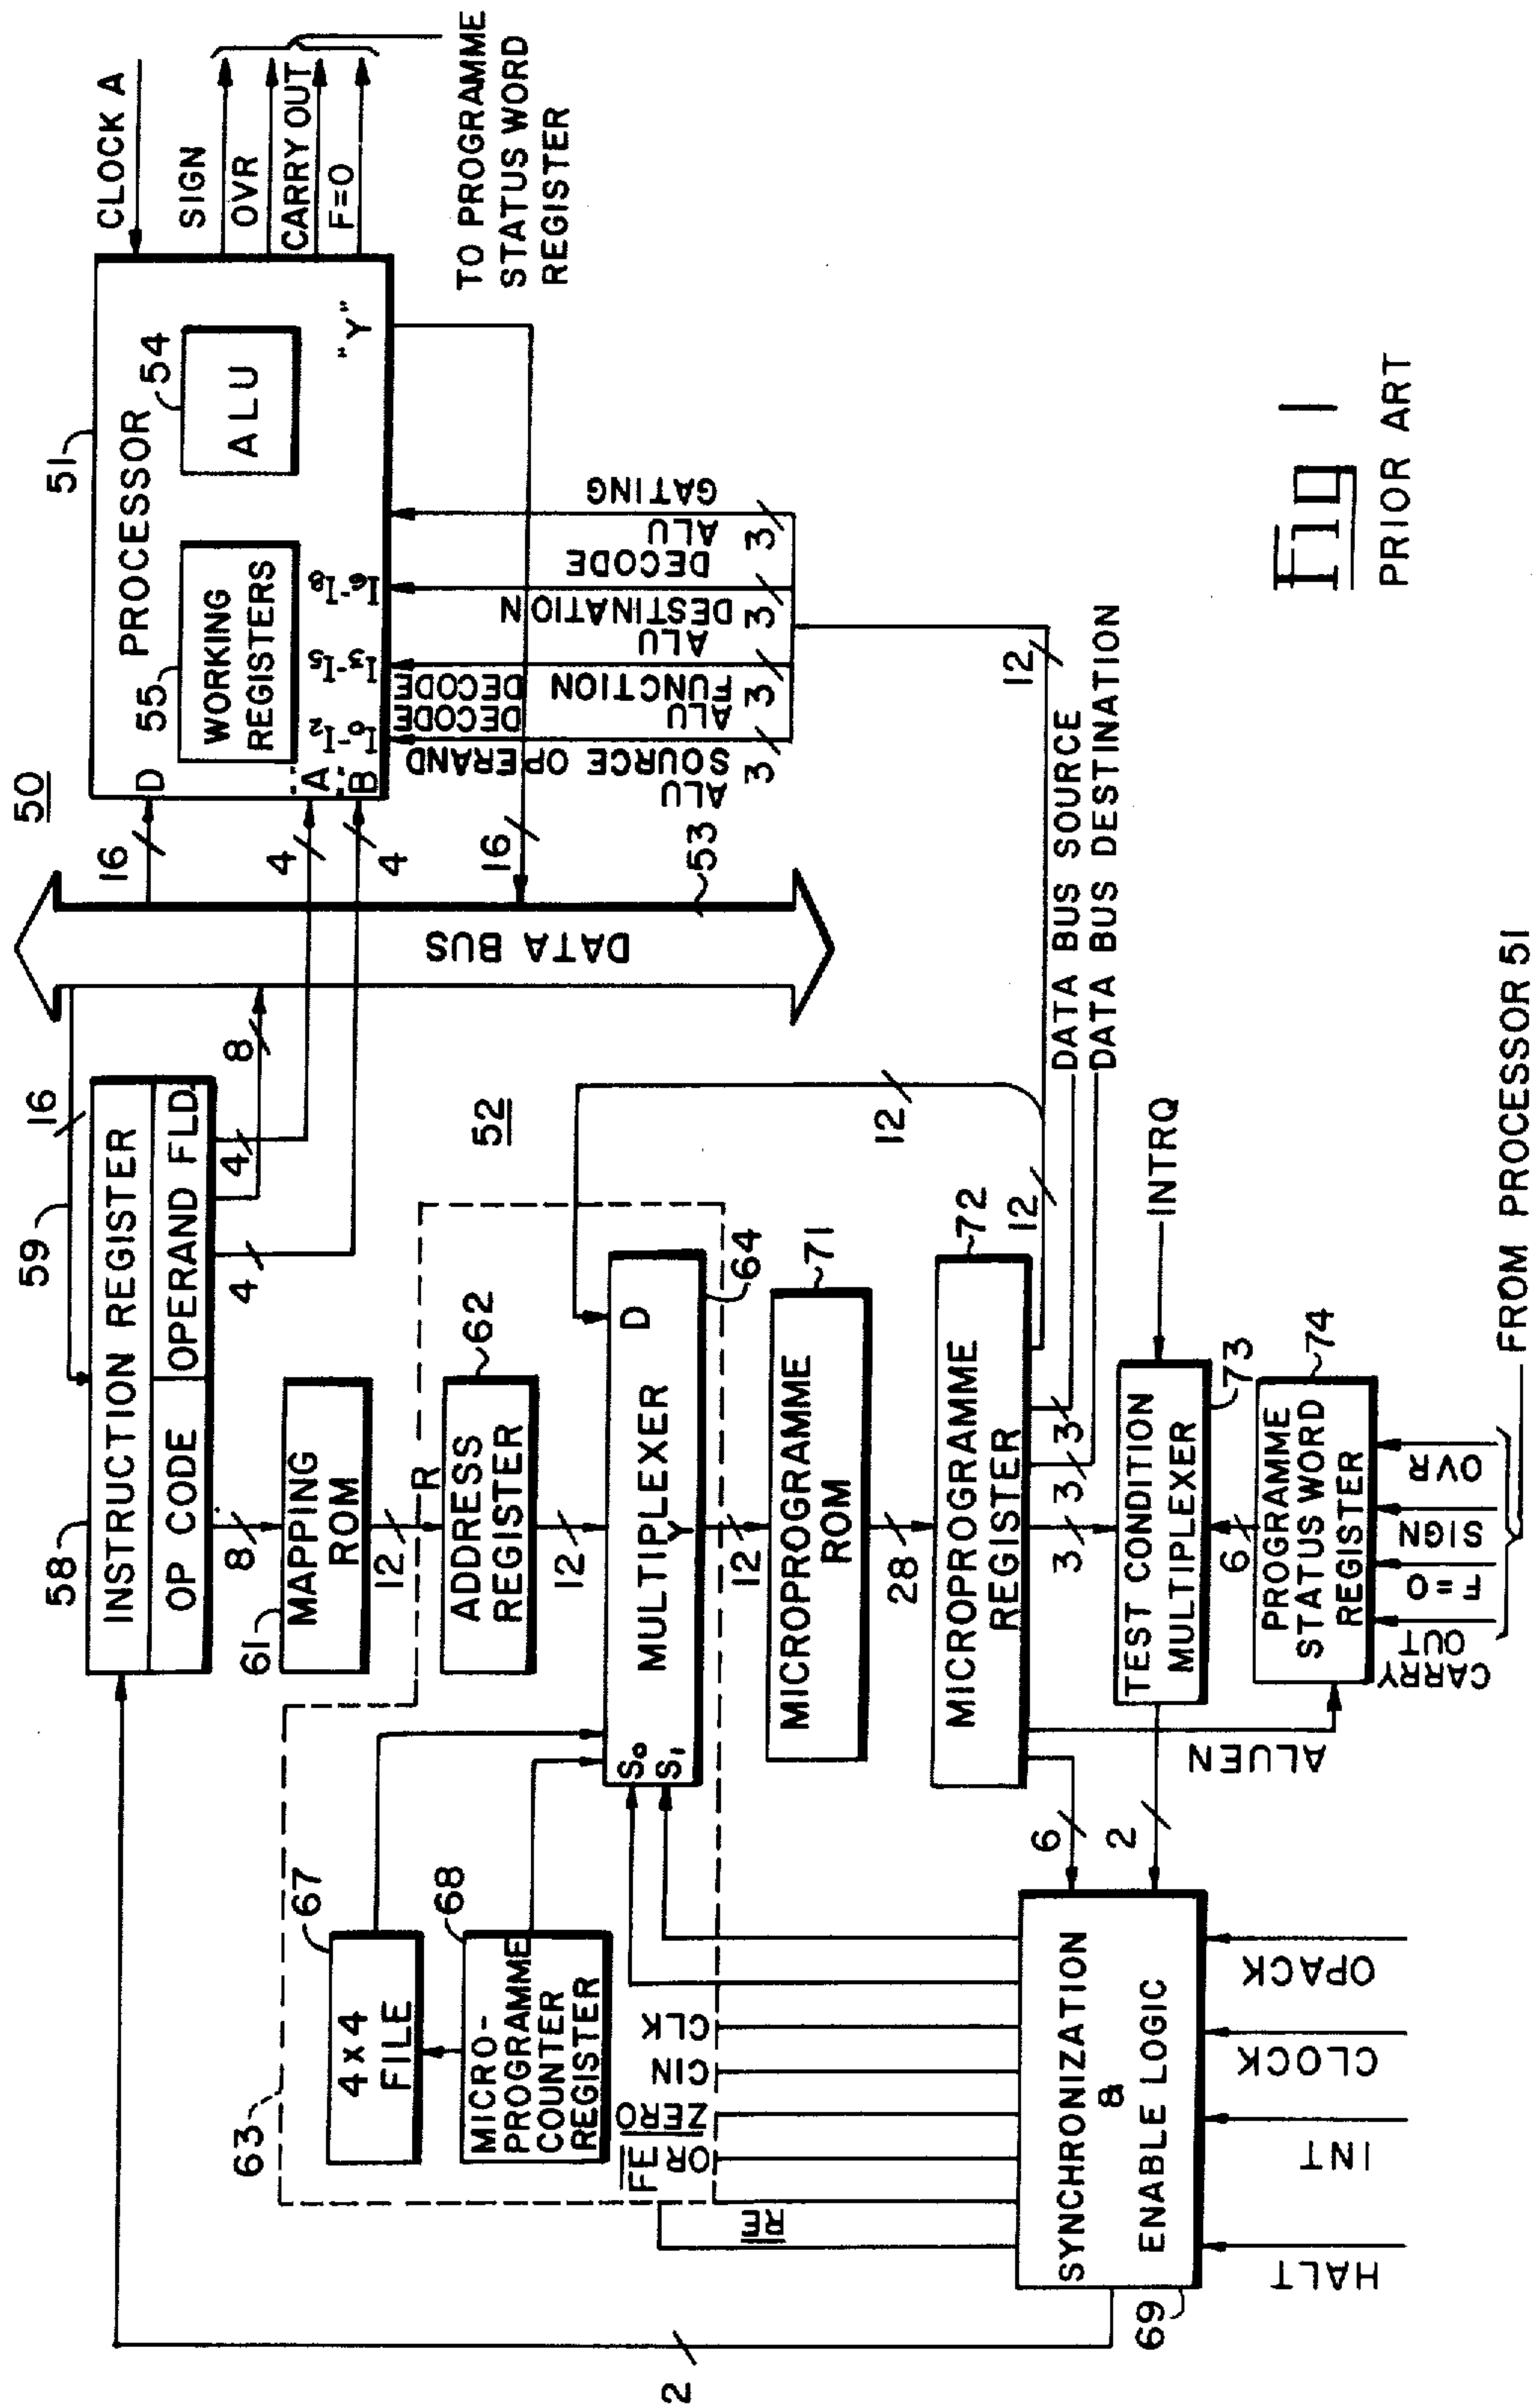 50
51
PROCESSOR
54
ALU
55
WORKING
REGISTERS
D
A
B
I0-I2
I3-I5
I6-I8
"Y"
CLOCK A
SIGN
OVR
CARRY OUT
F=0
TO PROGRAMME
STATUS WORD
REGISTER
16
4
4
16
53
DATA BUS
ALU
SOURCE OPERAND
DECODE
3
ALU
FUNCTION
DECODE
3
ALU
DESTINATION
DECODE
3
ALU
GATING
3
12
DATA BUS SOURCE
DATA BUS DESTINATION
58
INSTRUCTION REGISTER
OP CODE
OPERAND FLD.
59
16
8
4
4
8
61
MAPPING
ROM
12
R
52
62
ADDRESS
REGISTER
12
63
67
4x4
FILE
68
MICRO-
PROGRAMME
COUNTER
REGISTER
MULTIPLEXER
D
S0
S1
Y
64
12
12
71
MICROPROGRAMME
ROM
28
72
MICROPROGRAMME
REGISTER
12
3
3
3
6
2
INTRQ
TEST CONDITION
MULTIPLEXER
73
74
6
PROGRAMME
STATUS WORD
REGISTER
ALUEN
CARRY
OUT
F=0
SIGN
OVR
FROM PROCESSOR 51
RE
FE
OR
ZERO
CIN
CLK
SYNCHRONIZATION
&
ENABLE LOGIC
69
2
HALT
INT
CLOCK
OPACK
Fig 1
PRIOR ART